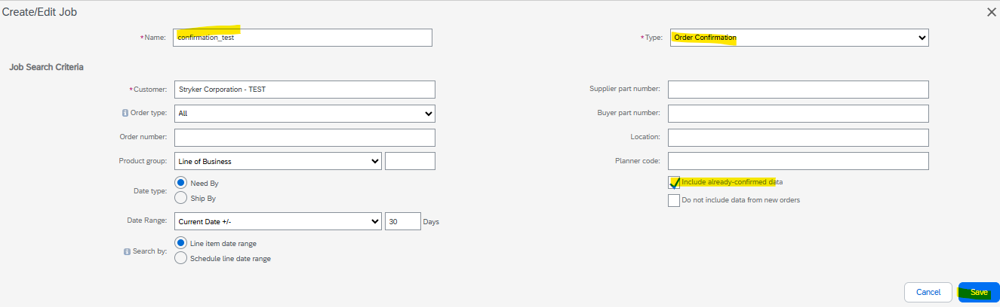 Create/Edit Job
*Name: confirmation_test
*Type: Order Confirmation
Job Search Criteria
*Customer: Stryker Corporation - TEST
Supplier part number:
Order type: All
Buyer part number:
Order number:
Location:
Product group: Line of Business
Planner code:
Date type: Need By
Ship By
Include already-confirmed data
Do not include data from new orders
Date Range: Current Date +/- 30 Days
Search by: Line item date range
Schedule line date range
Cancel Save